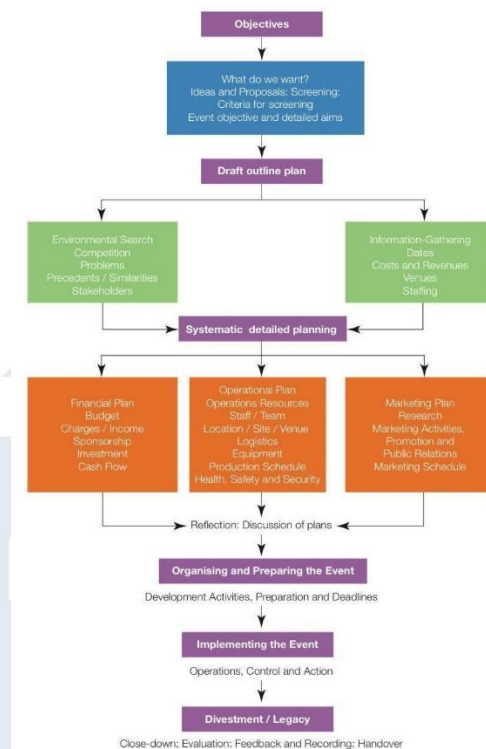 Objectives
What do we want?
Ideas and Proposals: Screening:
Criteria for screening
Event objective and detailed aims
Draft outline plan
Environmental Search
Competition
Problems
Precedents / Similarities
Stakeholders
Information-Gathering
Dates
Costs and Revenues
Venues
Staffing
Systematic detailed planning
Financial Plan
Budget
Charges / Income
Sponsorship
Investment
Cash Flow
Operational Plan
Operations Resources
Staff / Team
Location / Site / Venue
Logistics
Equipment
Production Schedule
Health, Safety and Security
Marketing Plan
Research
Marketing Activities,
Promotion and
Public Relations
Marketing Schedule
Reflection: Discussion of plans
Organising and Preparing the Event
Development Activities, Preparation and Deadlines
Implementing the Event
Operations, Control and Action
Divestment / Legacy
Close-down; Evaluation: Feedback and Recording: Handover